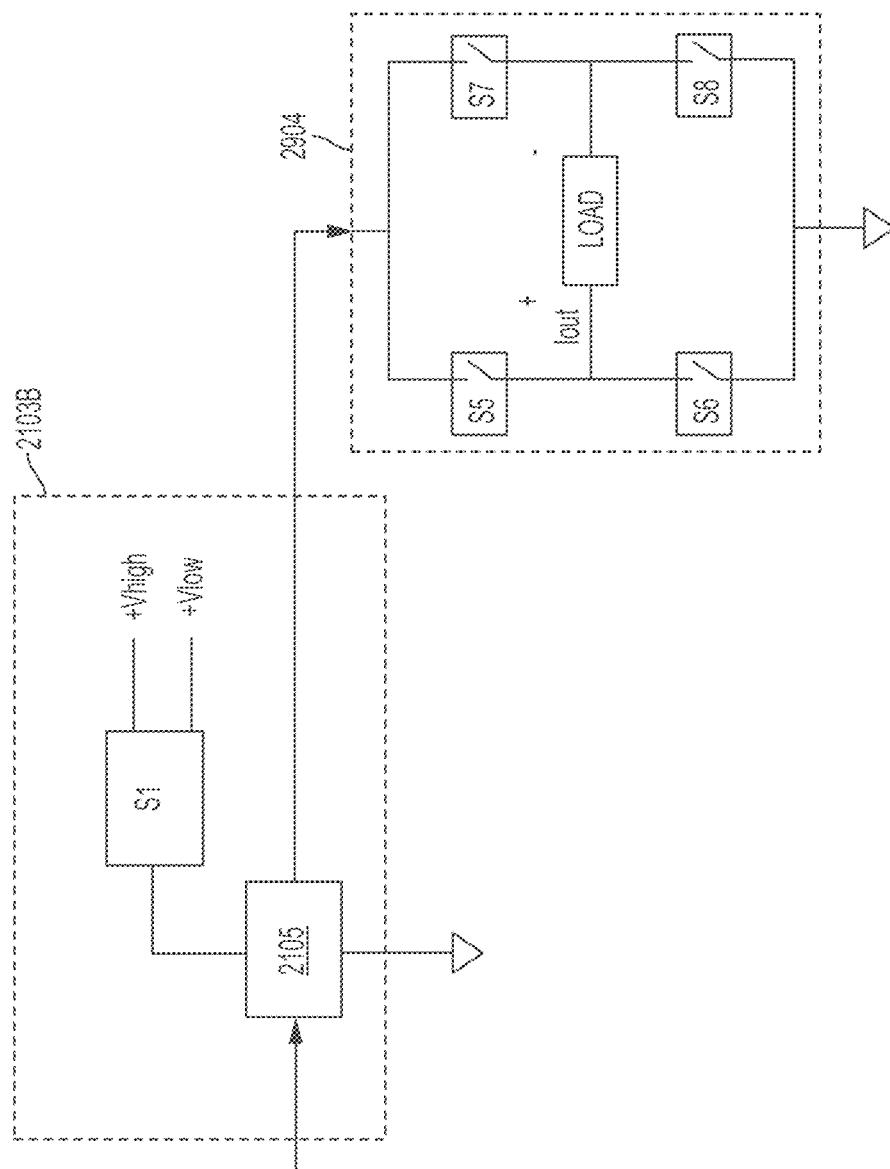 2103B
+Vhigh
+Vlow
S1
2105
2904
S5
S7
+
-
Iout
LOAD
S6
S8